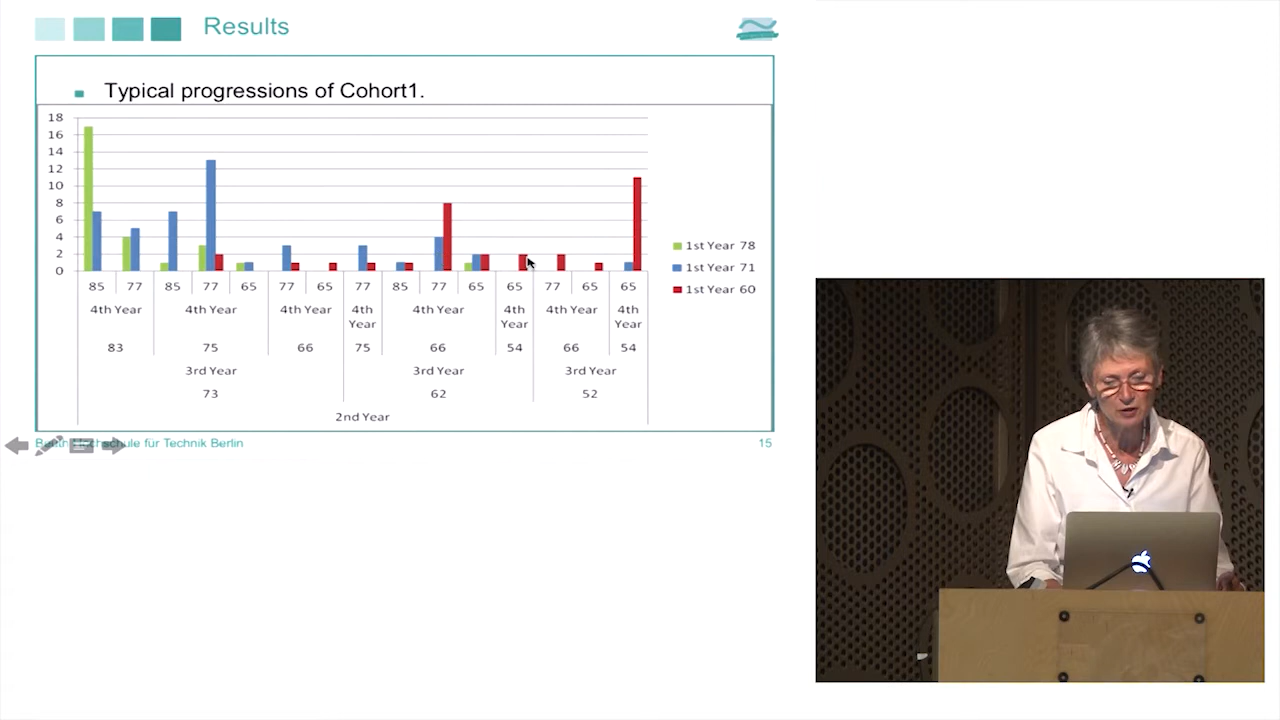 Results
Typical progressions of Cohort1.
18
16
14
12
10
8
6
4
2
0
1st Year 78
1st Year 71
1st Year 60
85 77 85 77 65 77 65 77 85 77 65 65 77 65 65
4th Year 4th Year 4th Year 4th Year 4th Year 4th Year 4th Year 4th Year
83 75 66 75 66 54 66 54
3rd Year 3rd Year 3rd Year
73 62 52
2nd Year
Beuth Hochschule für Technik Berlin 15